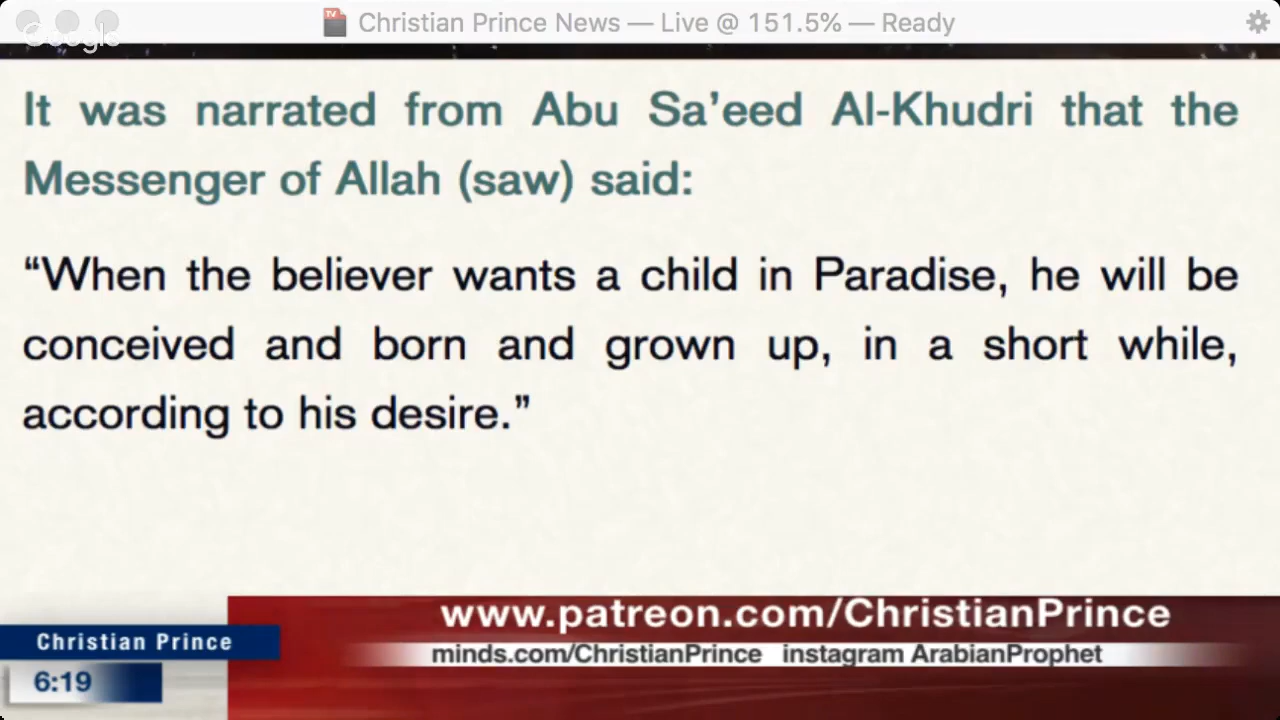 Christian Prince News — Live @ 151.5% — Ready
Google
It was narrated from Abu Sa’eed Al-Khudri that the
Messenger of Allah (saw) said:
“When the believer wants a child in Paradise, he will be
conceived and born and grown up, in a short while,
according to his desire.”
www.patreon.com/ChristianPrince
Christian Prince
minds.com/ChristianPrince instagram ArabianProphet
6:19